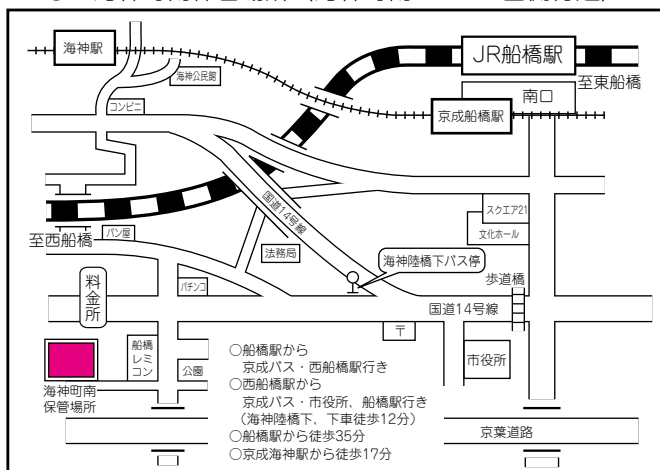 海神駅
JR船橋駅
海神公民館
至東船橋
南口
コンビニ
京成船橋駅
国道14号線
スクエア21
文化ホール
パン屋
至西船橋
法務局
海神陸橋下バス停
歩道橋
料金所
パチンコ
国道14号線
〒
船橋レミコン
公園
市役所
海神町南
保管場所
○船橋駅から
京成バス・西船橋駅行き
○西船橋駅から
京成バス・市役所、船橋駅行き
(海神陸橋下、下車徒歩12分)
○船橋駅から徒歩35分
○京成海神駅から徒歩17分
京葉道路